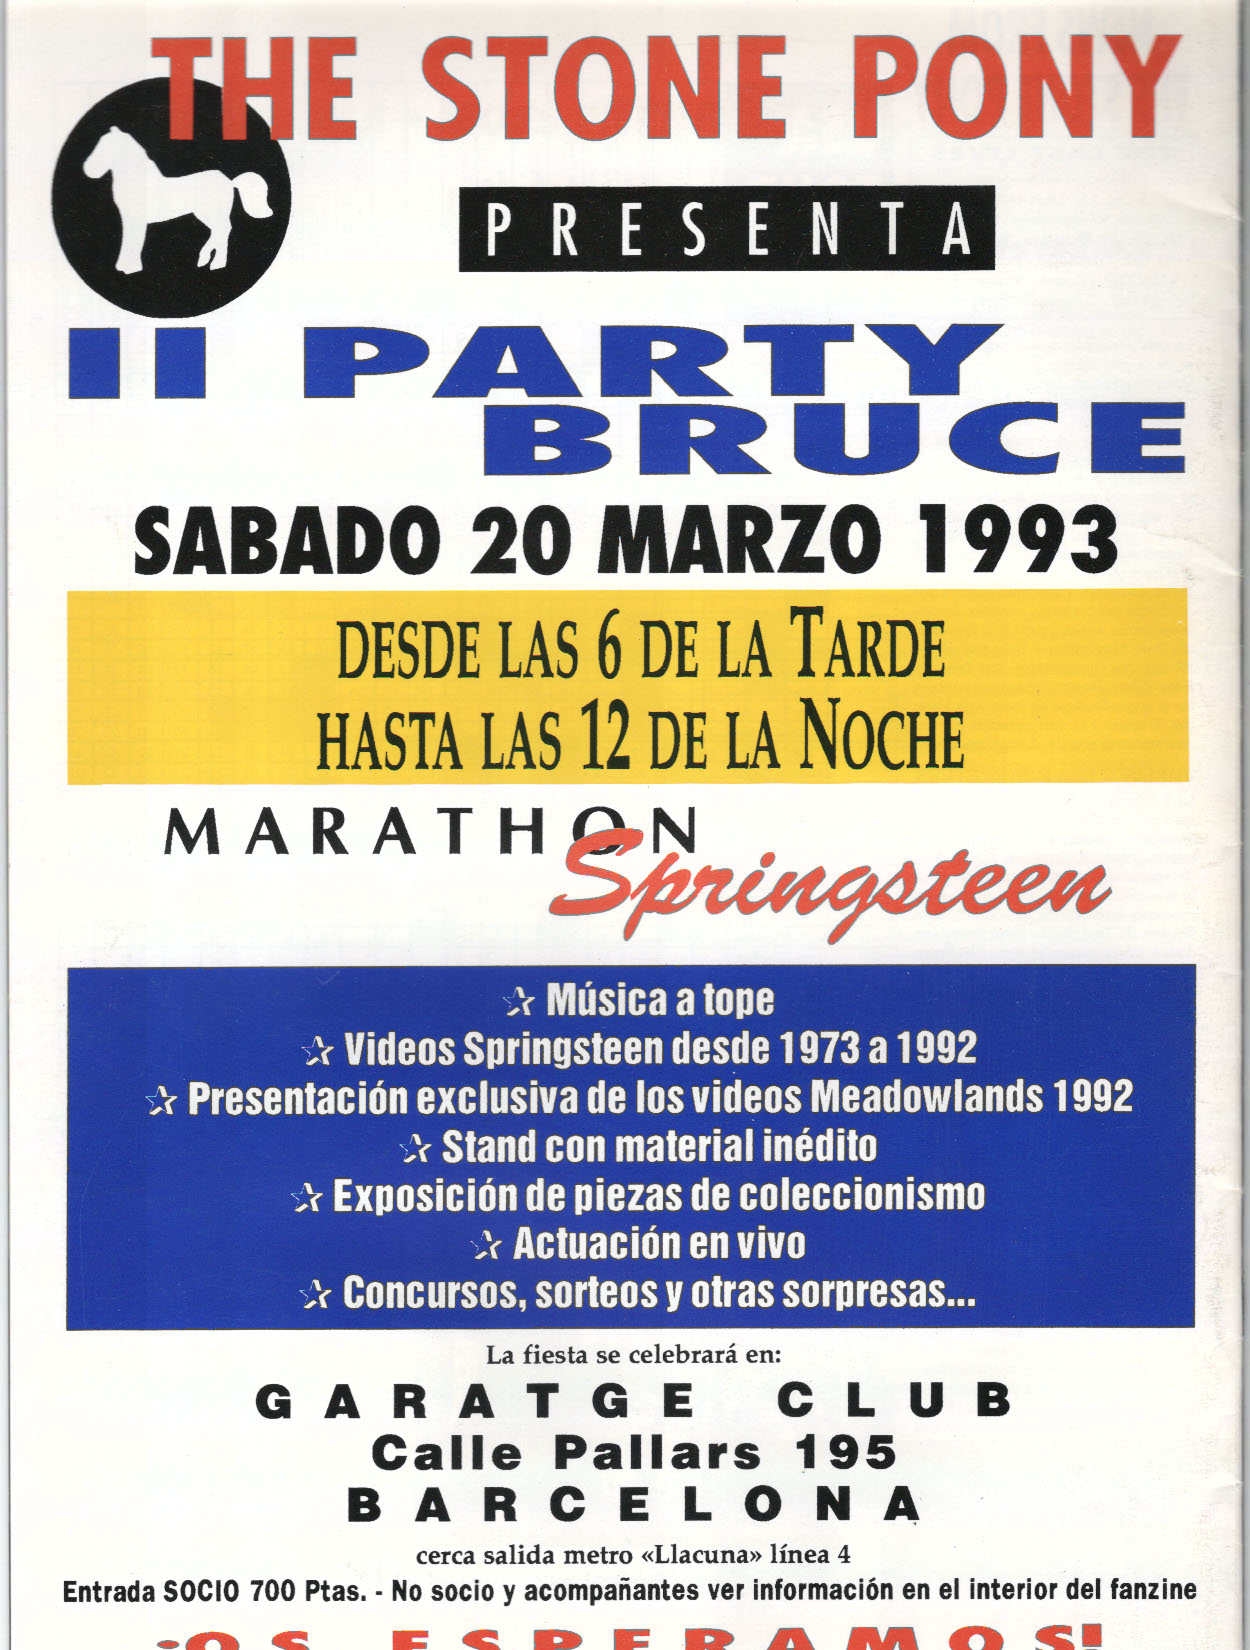 THE STONE PONY
PRESENTA
II PARTY
BRUCE
SABADO 20 MARZO 1993
DESDE LAS 6 DE LA TARDE
HASTA LAS 12 DE LA NOCHE
MARATHON
Springsteen
☆ Música a tope
☆ Videos Springsteen desde 1973 a 1992
☆ Presentación exclusiva de los videos Meadowlands 1992
☆ Stand con material inédito
☆ Exposición de piezas de coleccionismo
☆ Actuación en vivo
☆ Concursos, sorteos y otras sorpresas...
La fiesta se celebrará en:
GARATGE CLUB
Calle Pallars 195
BARCELONA
cerca salida metro «Llacuna» línea 4
Entrada SOCIO 700 Ptas. - No socio y acompañantes ver información en el interior del fanzine
¡OS ESPERAMOS!